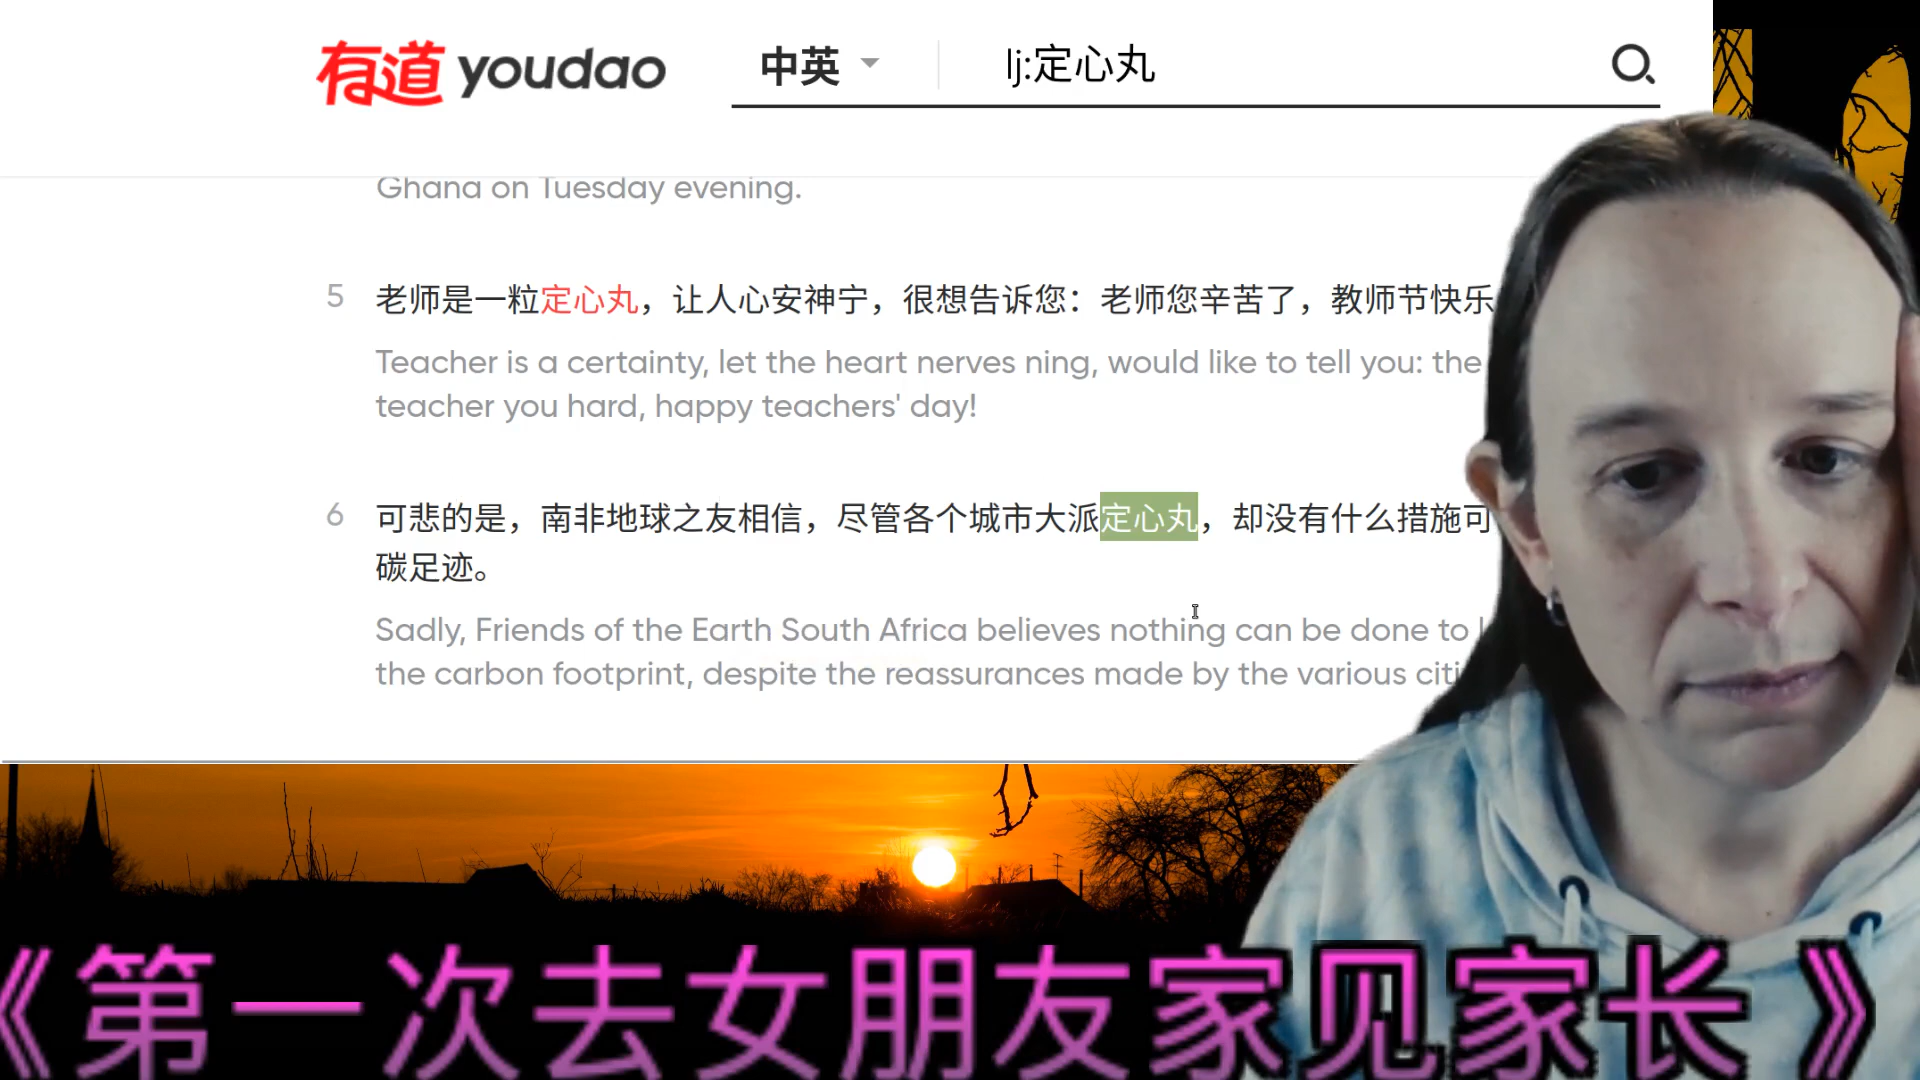 有道 youdao 中英 lj:定心丸
Ghana on Tuesday evening.
5 老师是一粒定心丸，让人心安神宁，很想告诉您：老师您辛苦了，教师节快乐
Teacher is a certainty, let the heart nerves ning, would like to tell you: the
teacher you hard, happy teachers' day!
6 可悲的是，南非地球之友相信，尽管各个城市大派定心丸，却没有什么措施可
碳足迹。
Sadly, Friends of the Earth South Africa believes nothing can be done to
the carbon footprint, despite the reassurances made by the various
《第一次去女朋友家见家长》